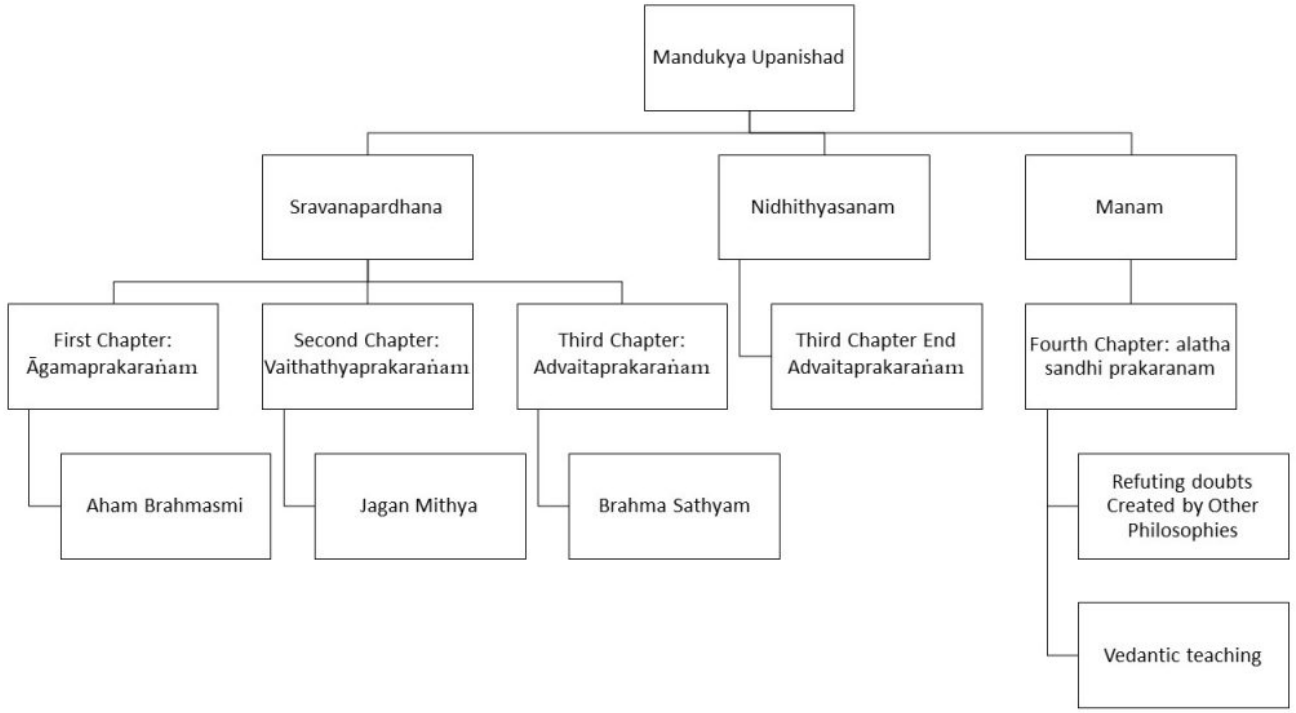 Mandukya Upanishad
Sravanapardhana
Nidhithyasanam
Manam
First Chapter:
Āgamaprakaraṅam
Second Chapter:
Vaithathyaprakaraṅam
Third Chapter:
Advaitaprakaraṅam
Third Chapter End
Advaitaprakaraṅam
Fourth Chapter: alatha
sandhi prakaranam
Aham Brahmasmi
Jagan Mithya
Brahma Sathyam
Refuting doubts
Created by Other
Philosophies
Vedantic teaching